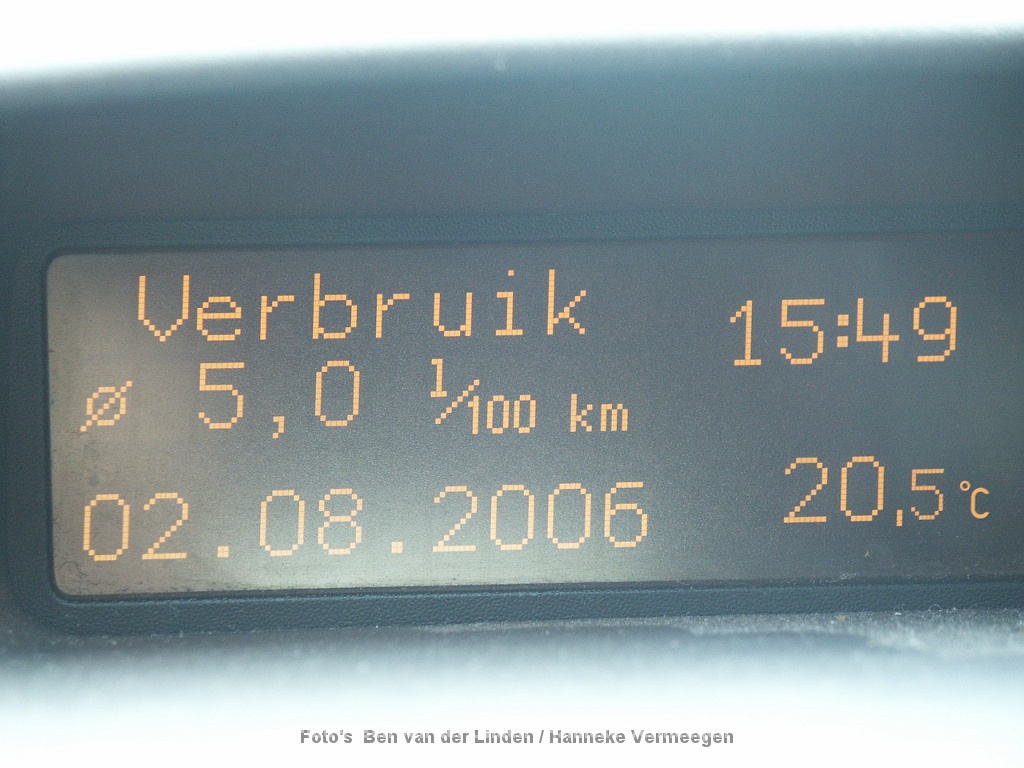 Verbruik
15:49
ø 5,0 l/100 km
02.08.2006
20,5 °C
Foto's Ben van der Linden / Hanneke Vermeegen